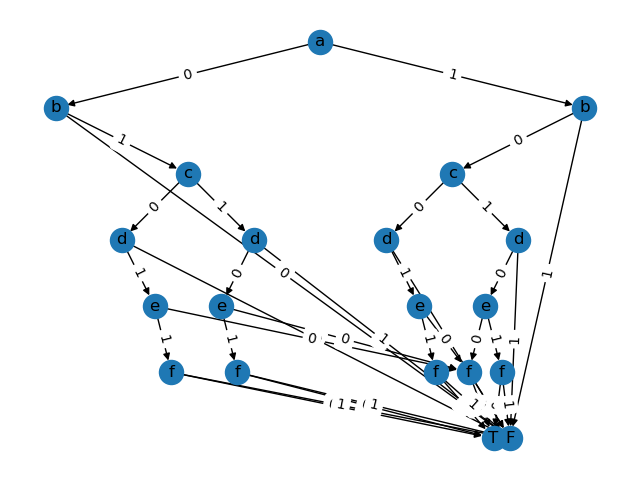 a
0 1
b b
1 0
c c
0 1 0 1
d d d d
1 0 0 1 0 1
e e e e
1 1 0 0 1 1 0 0 1 1
f f f f f
1 1 1 1
T F